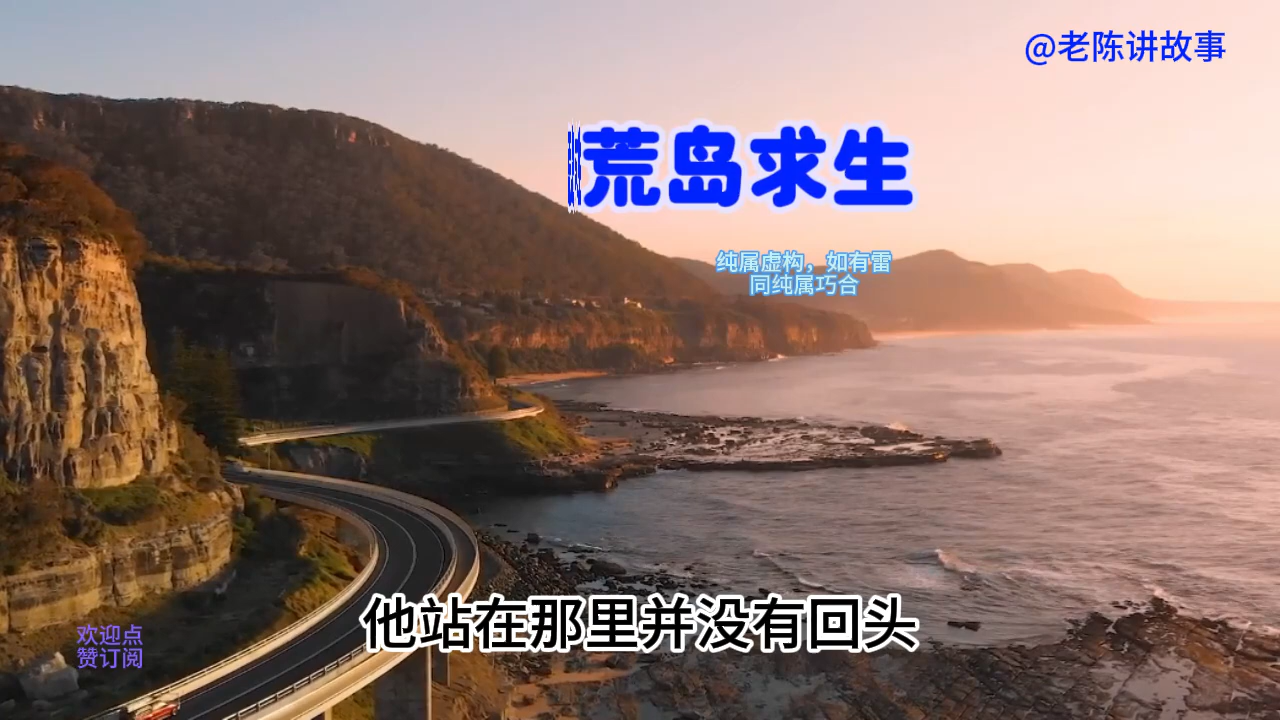 @老陈讲故事
荒岛求生
纯属虚构，如有雷
同纯属巧合
他站在那里并没有回头
欢迎点
赞订阅